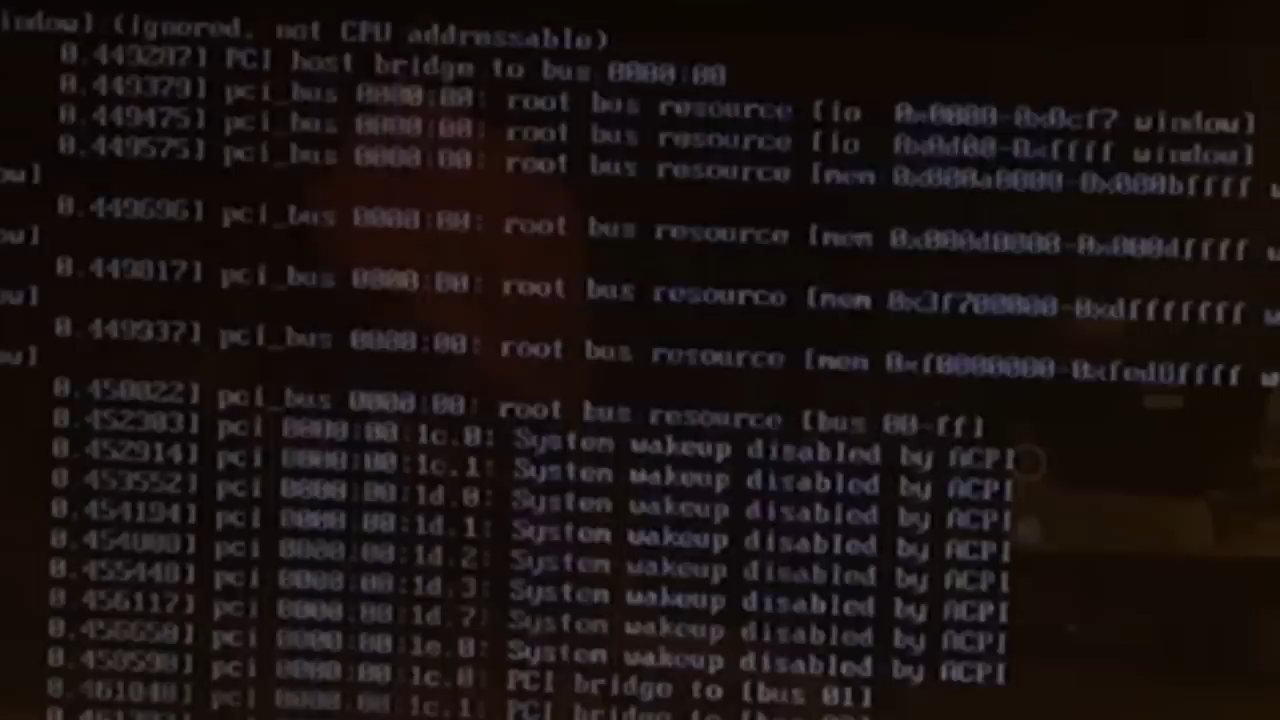 indow] (ignored, not CPU addressable)
0.449287] PCI host bridge to bus 0000:00
0.449379] pci_bus 0000:00: root bus resource [io 0x0000-0x0cf7 window]
0.449475] pci_bus 0000:00: root bus resource [io 0x0d00-0xffff window]
0.449575] pci_bus 0000:00: root bus resource [mem 0x000a0000-0x000bffff w
ow]
0.449696] pci_bus 0000:00: root bus resource [mem 0x000d0000-0x000dffff w
ow]
0.449817] pci_bus 0000:00: root bus resource [mem 0x3f700000-0xdfffffff w
ow]
0.449937] pci_bus 0000:00: root bus resource [mem 0xf0000000-0xfed0ffff w
ow]
0.450022] pci_bus 0000:00: root bus resource [bus 00-ff]
0.452303] pci 0000:00:1c.0: System wakeup disabled by ACPI
0.452914] pci 0000:00:1c.1: System wakeup disabled by ACPI
0.453552] pci 0000:00:1d.0: System wakeup disabled by ACPI
0.454194] pci 0000:00:1d.1: System wakeup disabled by ACPI
pci 0000:00:1d.2: System wakeup disabled by ACPI
0.455448] pci 0000:00:1d.3: System wakeup disabled by ACPI
0.456117] pci 0000:00:1d.7: System wakeup disabled by ACPI
pci 0000:00:1e.0: System wakeup disabled by ACPI
pci 0000:00:1c.0: PCI bridge to [bus 01]
0.461040] pci 0000:00:1c.1: PCI bridge to [bus